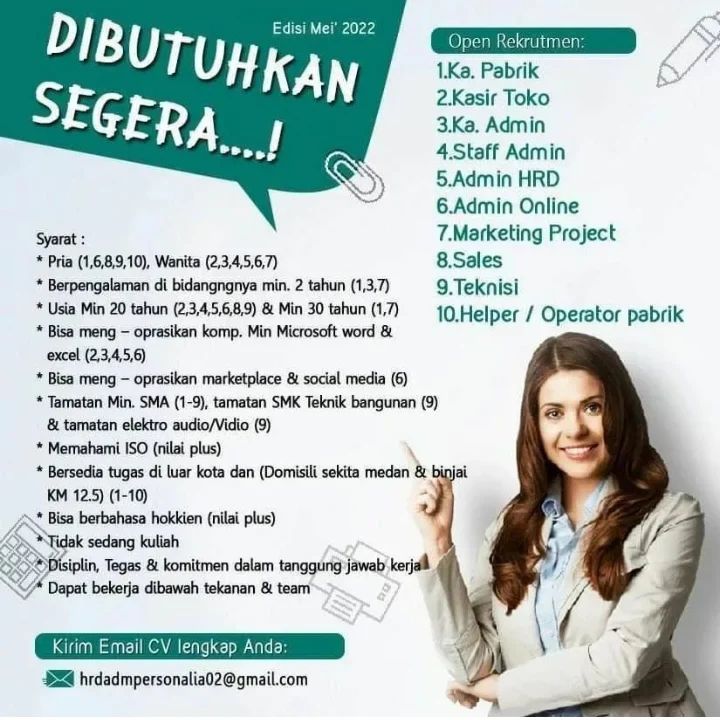 Edisi Mei' 2022
DIBUTUHKAN
SEGERA....!
Open Rekrutmen:
1.Ka. Pabrik
2.Kasir Toko
3.Ka. Admin
4.Staff Admin
5.Admin HRD
6.Admin Online
7.Marketing Project
8.Sales
9.Teknisi
10.Helper / Operator pabrik
Syarat :
* Pria (1,6,8,9,10), Wanita (2,3,4,5,6,7)
* Berpengalaman di bidangngnya min. 2 tahun (1,3,7)
* Usia Min 20 tahun (2,3,4,5,6,8,9) & Min 30 tahun (1,7)
* Bisa meng – oprasikan komp. Min Microsoft word &
excel (2,3,4,5,6)
* Bisa meng – oprasikan marketplace & social media (6)
* Tamatan Min. SMA (1-9), tamatan SMK Teknik bangunan (9)
& tamatan elektro audio/Vidio (9)
* Memahami ISO (nilai plus)
* Bersedia tugas di luar kota dan (Domisili sekita medan & binjai
KM 12.5) (1-10)
* Bisa berbahasa hokkien (nilai plus)
* Tidak sedang kuliah
* Disiplin, Tegas & komitmen dalam tanggung jawab kerja
* Dapat bekerja dibawah tekanan & team
Kirim Email CV lengkap Anda:
hrdadmpersonalia02@gmail.com